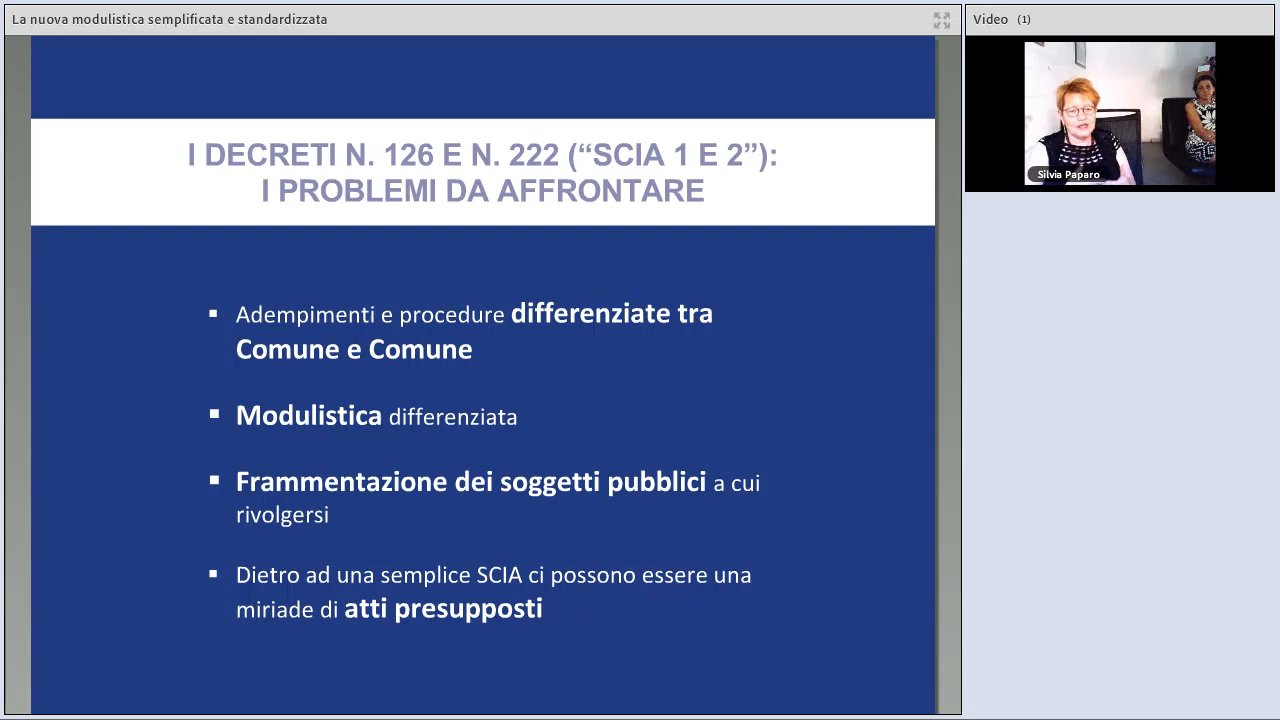 La nuova modulistica semplificata e standardizzata
Video (1)
Silvia Paparo
I DECRETI N. 126 E N. 222 (“SCIA 1 E 2”):
I PROBLEMI DA AFFRONTARE
▪ Adempimenti e procedure differenziate tra
Comune e Comune
▪ Modulistica differenziata
▪ Frammentazione dei soggetti pubblici a cui
rivolgersi
▪ Dietro ad una semplice SCIA ci possono essere una
miriade di atti presupposti